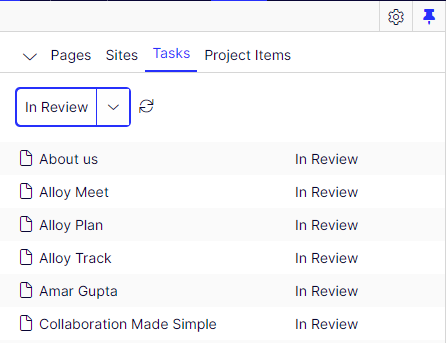 Pages Sites Tasks Project Items
In Review
About us In Review
Alloy Meet In Review
Alloy Plan In Review
Alloy Track In Review
Amar Gupta In Review
Collaboration Made Simple In Review